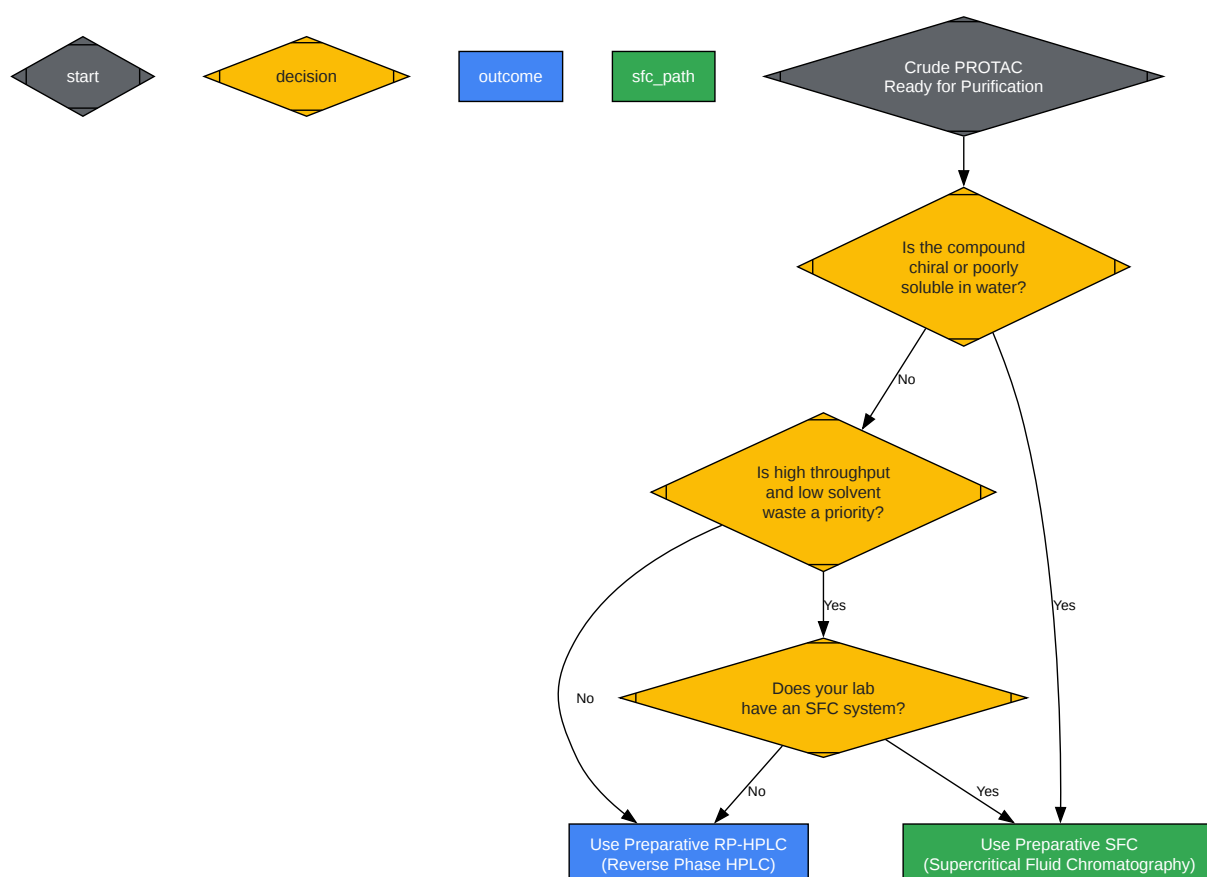 start
decision
outcome
sfc_path
Crude PROTAC
Ready for Purification
Is the compound
chiral or poorly
soluble in water?
No
Is high throughput
and low solvent
waste a priority?
Yes
Yes
No
Does your lab
have an SFC system?
No
Yes
Use Preparative RP-HPLC
(Reverse Phase HPLC)
Use Preparative SFC
(Supercritical Fluid Chromatography)